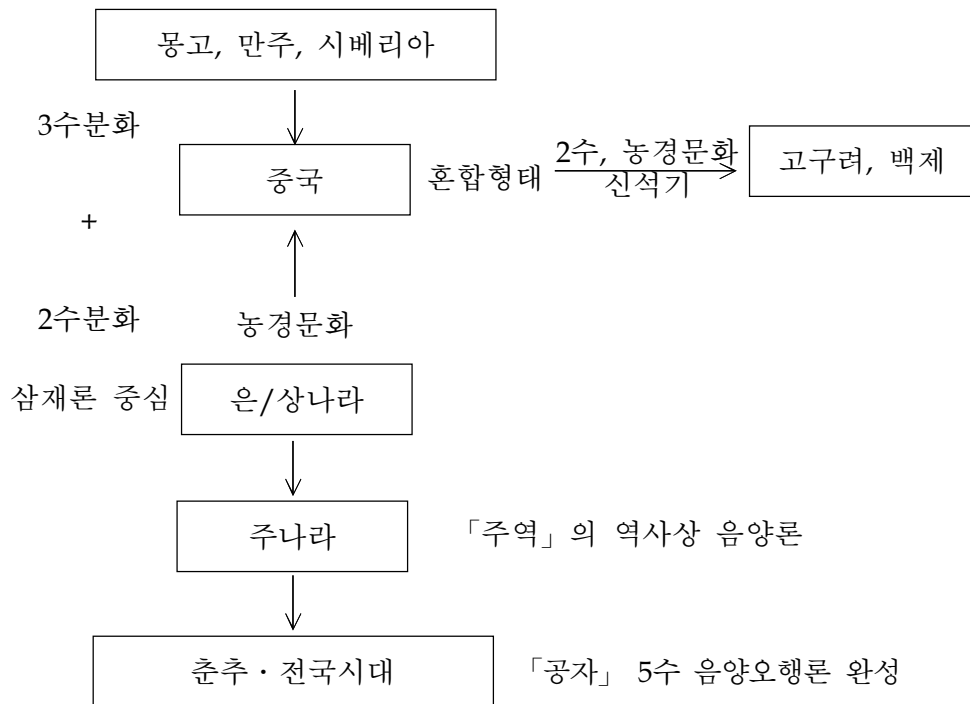 몽고, 만주, 시베리아
3수분화
중국
혼합형태
2수, 농경문화
신석기
고구려, 백제
+
2수분화
농경문화
삼재론 중심
은/상나라
주나라
「주역」의 역사상 음양론
춘추·전국시대
「공자」 5수 음양오행론 완성